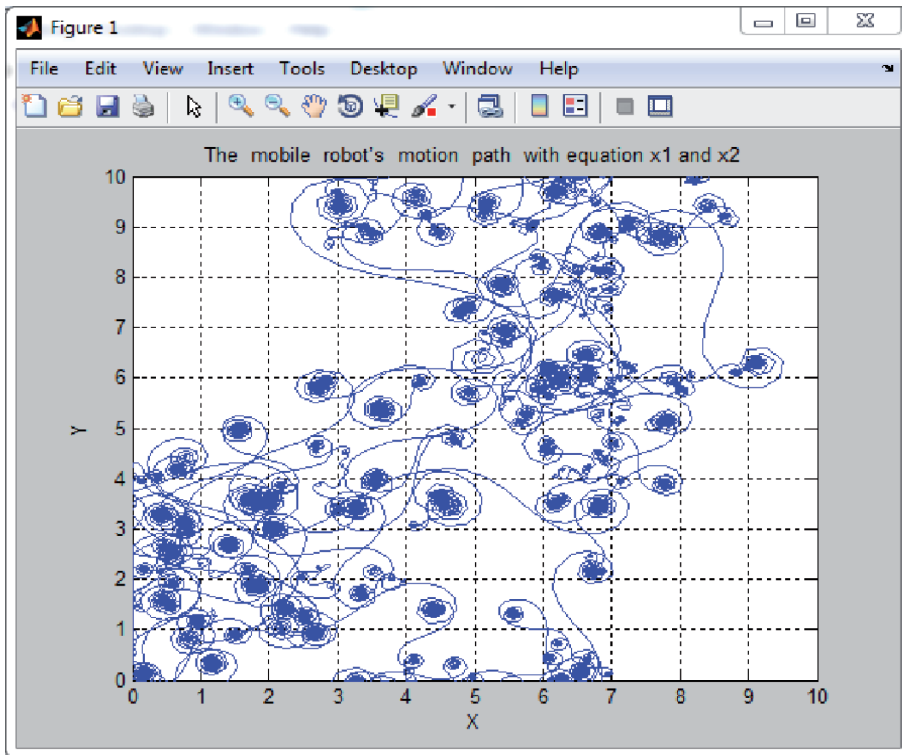 Figure 1
File Edit View Insert Tools Desktop Window Help
The mobile robot's motion path with equation x1 and x2
10
9
8
7
6
5
4
3
2
1
0
Y
0 1 2 3 4 5 6 7 8 9 10
X